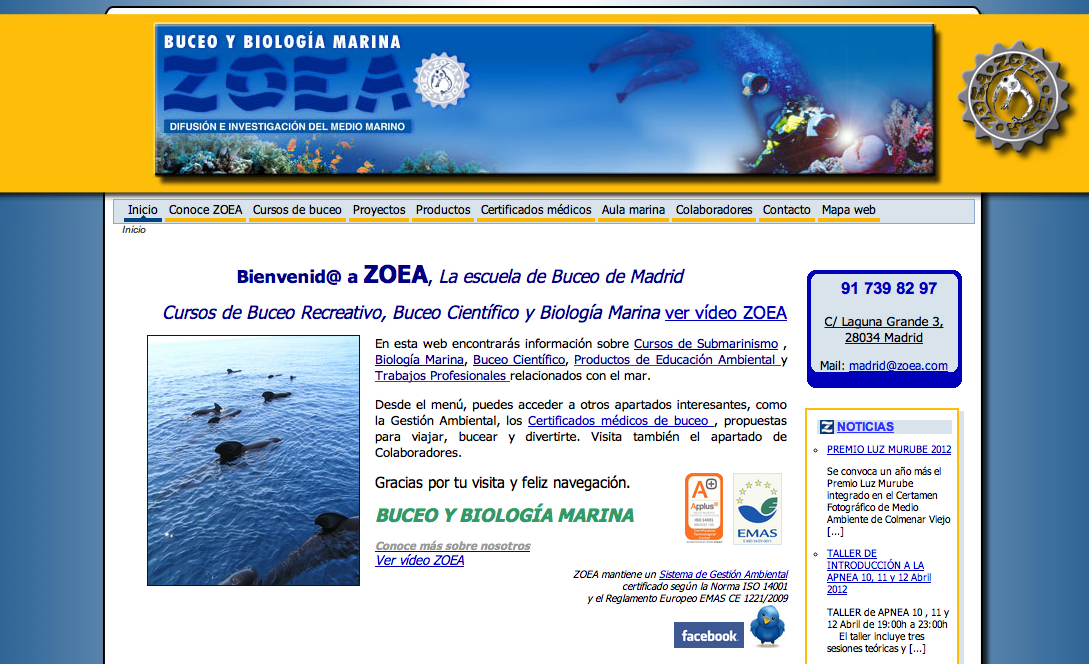 BUCEO Y BIOLOGÍA MARINA
ZOEA
DIFUSIÓN E INVESTIGACIÓN DEL MEDIO MARINO
Inicio Conoce ZOEA Cursos de buceo Proyectos Productos Certificados médicos Aula marina Colaboradores Contacto Mapa web
Inicio
Bienvenid@ a ZOEA, La escuela de Buceo de Madrid
Cursos de Buceo Recreativo, Buceo Científico y Biología Marina ver vídeo ZOEA
En esta web encontrarás información sobre Cursos de Submarinismo ,
Biología Marina, Buceo Científico, Productos de Educación Ambiental y
Trabajos Profesionales relacionados con el mar.
Desde el menú, puedes acceder a otros apartados interesantes, como
la Gestión Ambiental, los Certificados médicos de buceo , propuestas
para viajar, bucear y divertirte. Visita también el apartado de
Colaboradores.
Gracias por tu visita y feliz navegación.
BUCEO Y BIOLOGÍA MARINA
Conoce más sobre nosotros
Ver vídeo ZOEA
A+
Applus+
ISO 14001
EMAS
ZOEA mantiene un Sistema de Gestión Ambiental
certificado según la Norma ISO 14001
y el Reglamento Europeo EMAS CE 1221/2009
facebook
91 739 82 97
C/ Laguna Grande 3,
28034 Madrid
Mail: madrid@zoea.com
Z NOTICIAS
PREMIO LUZ MURUBE 2012
Se convoca un año más el
Premio Luz Murube
integrado en el Certamen
Fotográfico de Medio
Ambiente de Colmenar Viejo
[...]
TALLER DE
INTRODUCCIÓN A LA
APNEA 10, 11 y 12 Abril
2012
TALLER de APNEA 10 , 11 y
12 Abril de 19:00h a 23:00h
El taller incluye tres
sesiones teóricas y [...]